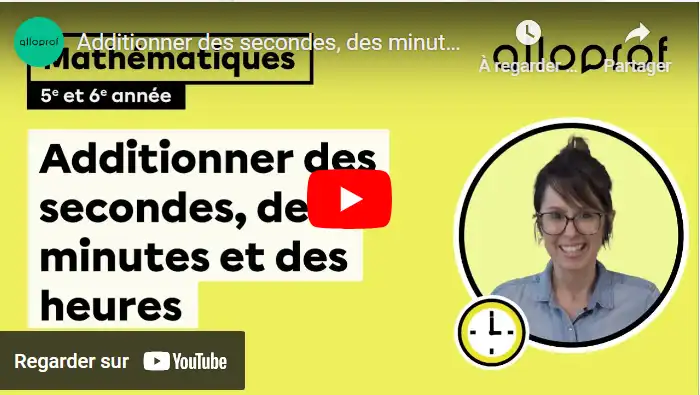 alloprof
Additionner des secondes, des minut...
À regarder ...
Partager
alloprof
Mathématiques
5e et 6e année
Additionner des
secondes, de
minutes et des
heures
Regarder sur YouTube